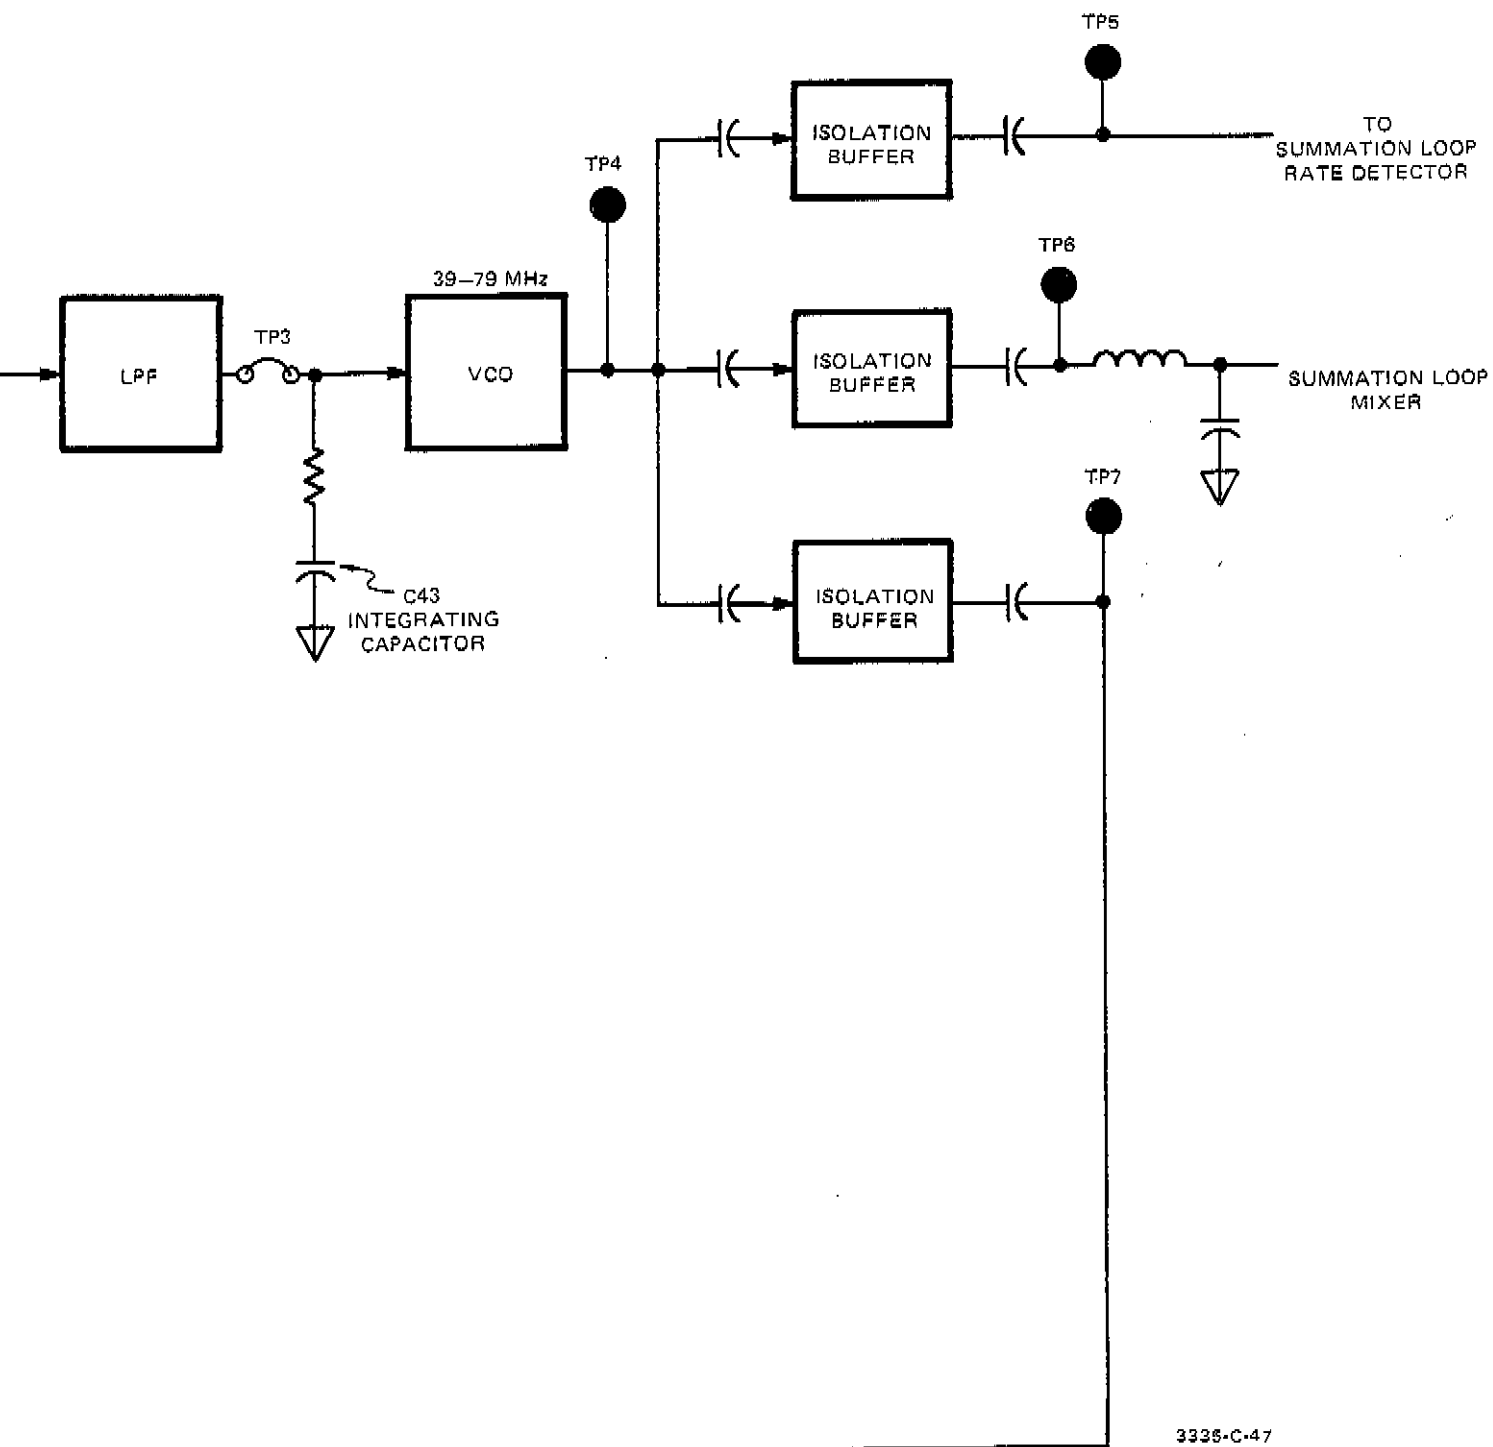 TP5
ISOLATION
BUFFER
TO
SUMMATION LOOP
RATE DETECTOR
TP4
TP6
39–79 MHz
LPF
TP3
VCO
ISOLATION
BUFFER
SUMMATION LOOP
MIXER
TP7
C43
INTEGRATING
CAPACITOR
ISOLATION
BUFFER
3335-C-47